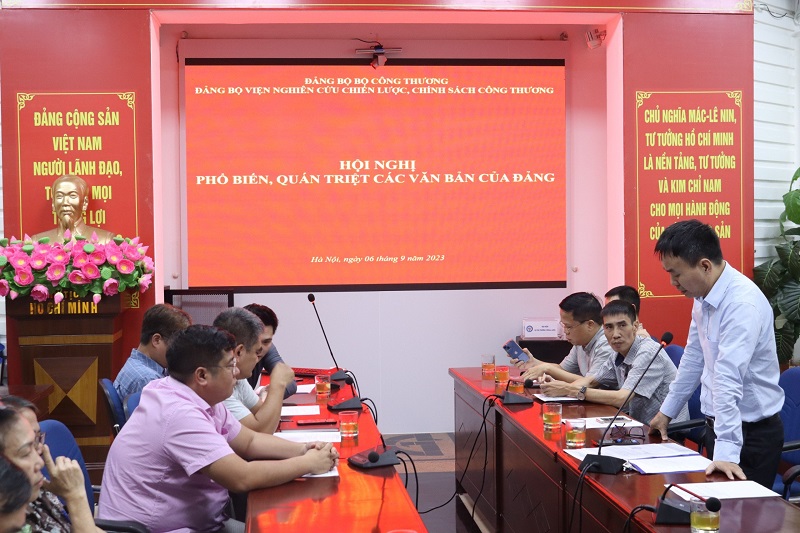 ĐẢNG BỘ BỘ CÔNG THƯƠNG
ĐẢNG BỘ VIỆN NGHIÊN CỨU CHIẾN LƯỢC, CHÍNH SÁCH CÔNG THƯƠNG
HỘI NGHỊ
PHỔ BIẾN, QUÁN TRIỆT CÁC VĂN BẢN CỦA ĐẢNG
Hà Nội, ngày 06 tháng 9 năm 2023
ĐẢNG CỘNG SẢN
VIỆT NAM
NGƯỜI LÃNH ĐẠO,
MỌI
LỢI
HỒ CHÍ MINH
CHỦ NGHĨA MÁC-LÊ NIN,
TƯ TƯỞNG HỒ CHÍ MINH
LÀ NỀN TẢNG, TƯ TƯỞNG
VÀ KIM CHỈ NAM
CHO MỌI HÀNH ĐỘNG
SẢN